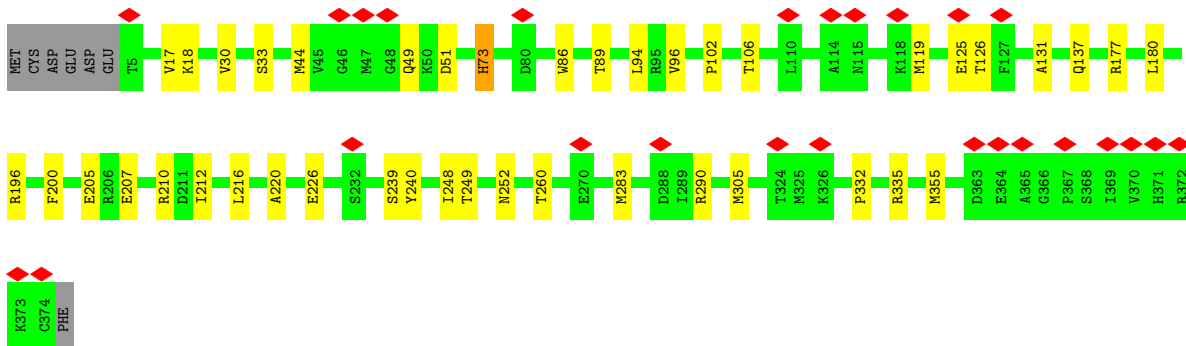 MET CYS ASP GLU ASP GLU T5 V17 K18 V30 S33 M44 V45 G46 M47 G48 Q49 K50 D51 H73 D80 W86 T89 L94 R95 V96 P102 T106 L110 A114 N115 K118 M119 E125 T126 F127 A131 Q137 R177 L180
R196 F200 E205 R206 E207 R210 D211 I212 L216 A220 E226 S232 S239 Y240 I248 T249 N252 T260 E270 M283 D288 I289 R290 M305 T324 M325 K326 P332 R335 M355 D363 E364 A365 G366 P367 S368 I369 V370 H371 R372
K373 C374 PHE